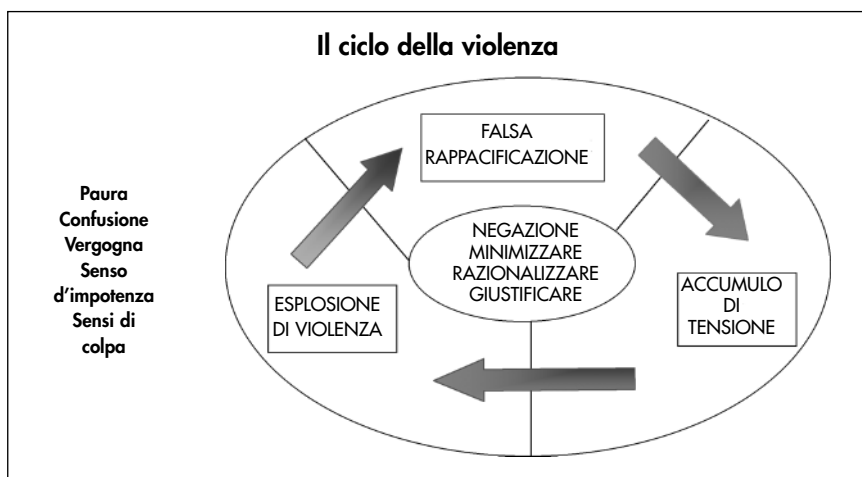 Il ciclo della violenza
FALSA
RAPPACIFICAZIONE
Paura
Confusione
Vergogna
Senso
d’impotenza
Sensi di
colpa
NEGAZIONE
MINIMIZZARE
RAZIONALIZZARE
GIUSTIFICARE
ESPLOSIONE
DI VIOLENZA
ACCUMULO
DI
TENSIONE